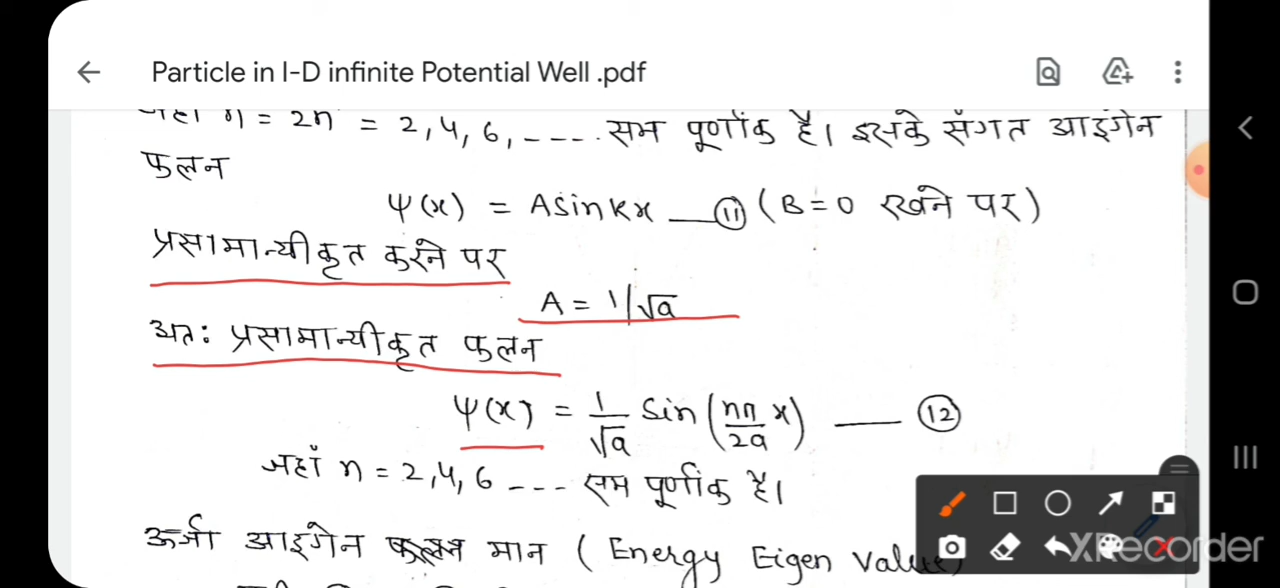 Particle in I-D infinite Potential Well .pdf
जहाँ n = 2n = 2, 4, 6, ---- सम पूर्णांक है। इसके संगत आइगेन
फलन
Ψ(x) = A sin kx —(11) (B=0 रखने पर)
प्रसामान्यीकृत करने पर
A = 1/√a
अतः प्रसामान्यीकृत फलन
Ψ(x) = 1/√a sin (nπ/2a x) — (12)
जहाँ n = 2, 4, 6 --- सम पूर्णांक है।
ऊर्जा आइगेन मान (Energy Eigen Value)
XRecorder